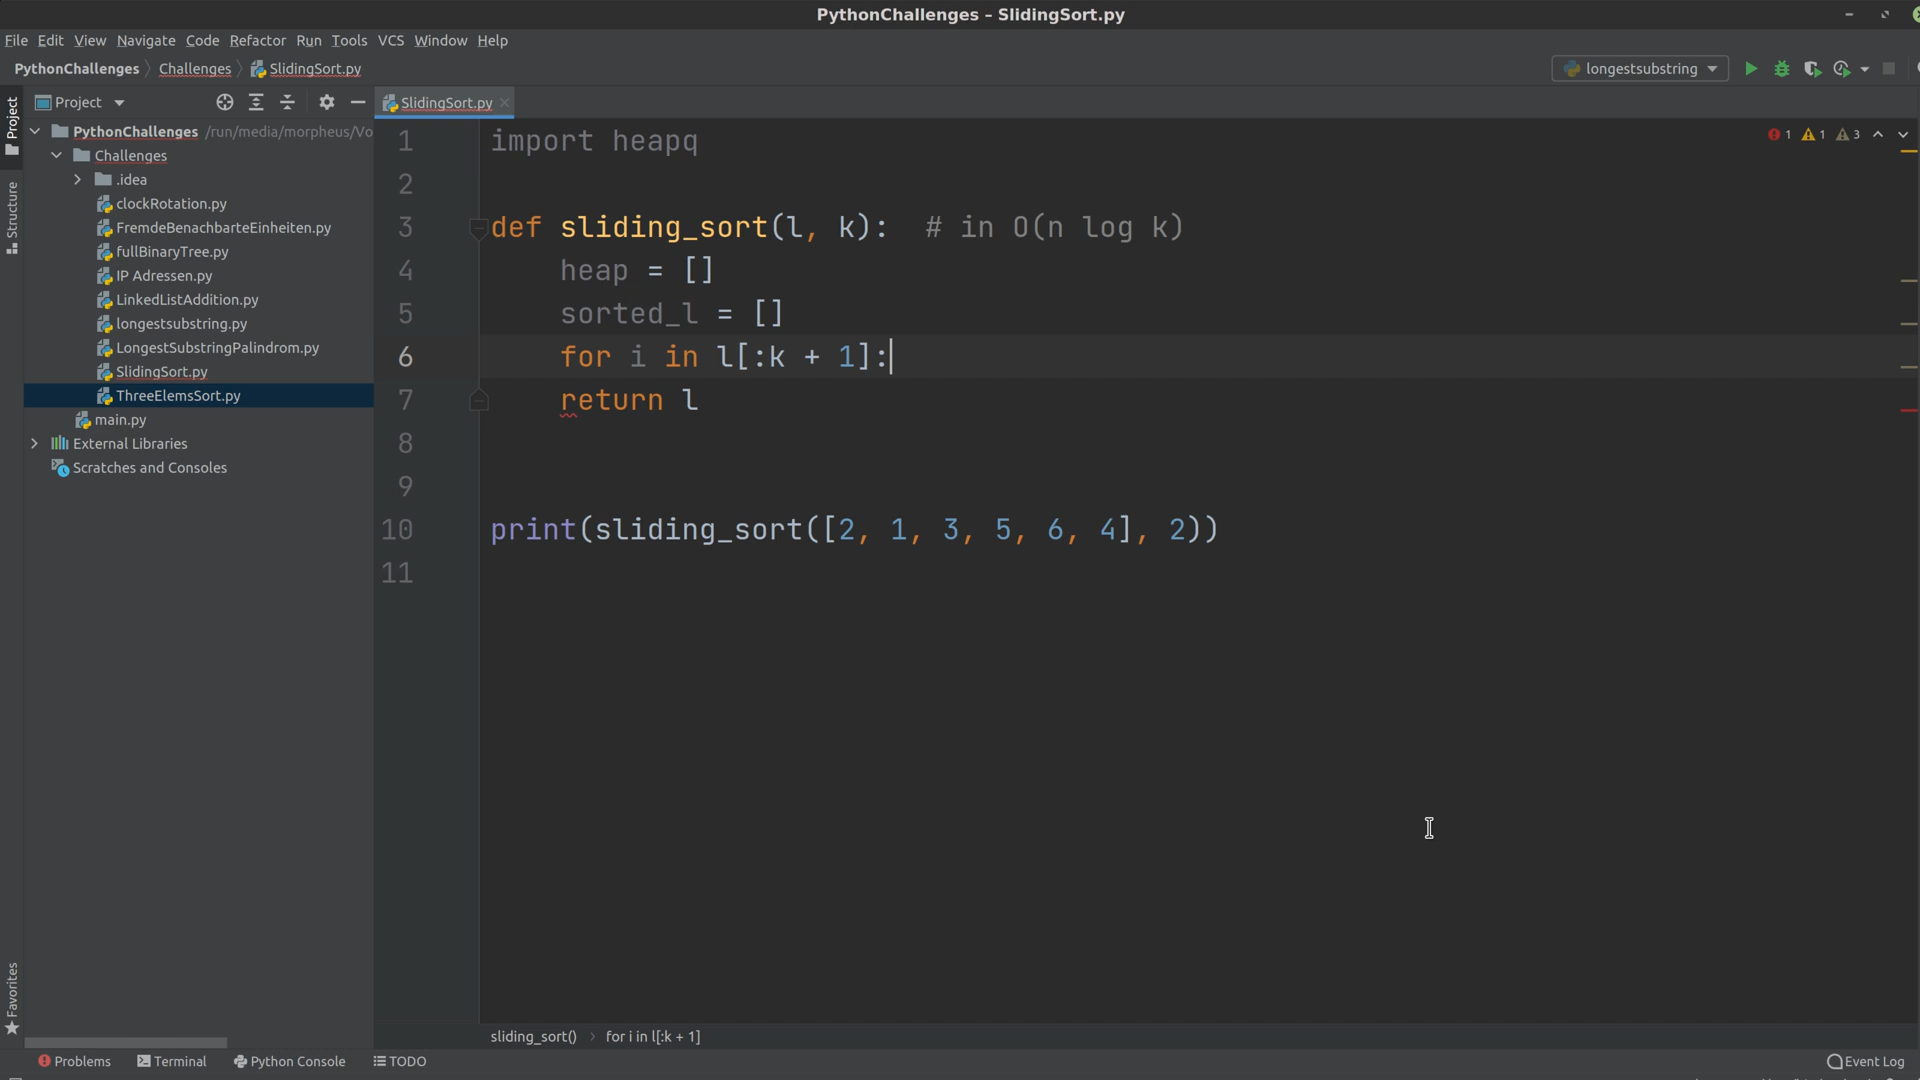 PythonChallenges – SlidingSort.py
File Edit View Navigate Code Refactor Run Tools VCS Window Help
PythonChallenges Challenges SlidingSort.py longestsubstring
Project
Project SlidingSort.py
PythonChallenges /run/media/morpheus/Vo
Challenges
.idea
clockRotation.py
FremdeBenachbarteEinheiten.py
fullBinaryTree.py
IP Adressen.py
LinkedListAddition.py
longestsubstring.py
LongestSubstringPalindrom.py
SlidingSort.py
ThreeElemsSort.py
main.py
External Libraries
Scratches and Consoles
Structure
Favorites
1 1 3
1 import heapq
2
3 def sliding_sort(l, k):  # in O(n log k)
4     heap = []
5     sorted_l = []
6     for i in l[:k + 1]:
7     return l
8
9
10 print(sliding_sort([2, 1, 3, 5, 6, 4], 2))
11
sliding_sort() for i in l[:k + 1]
Problems Terminal Python Console TODO Event Log